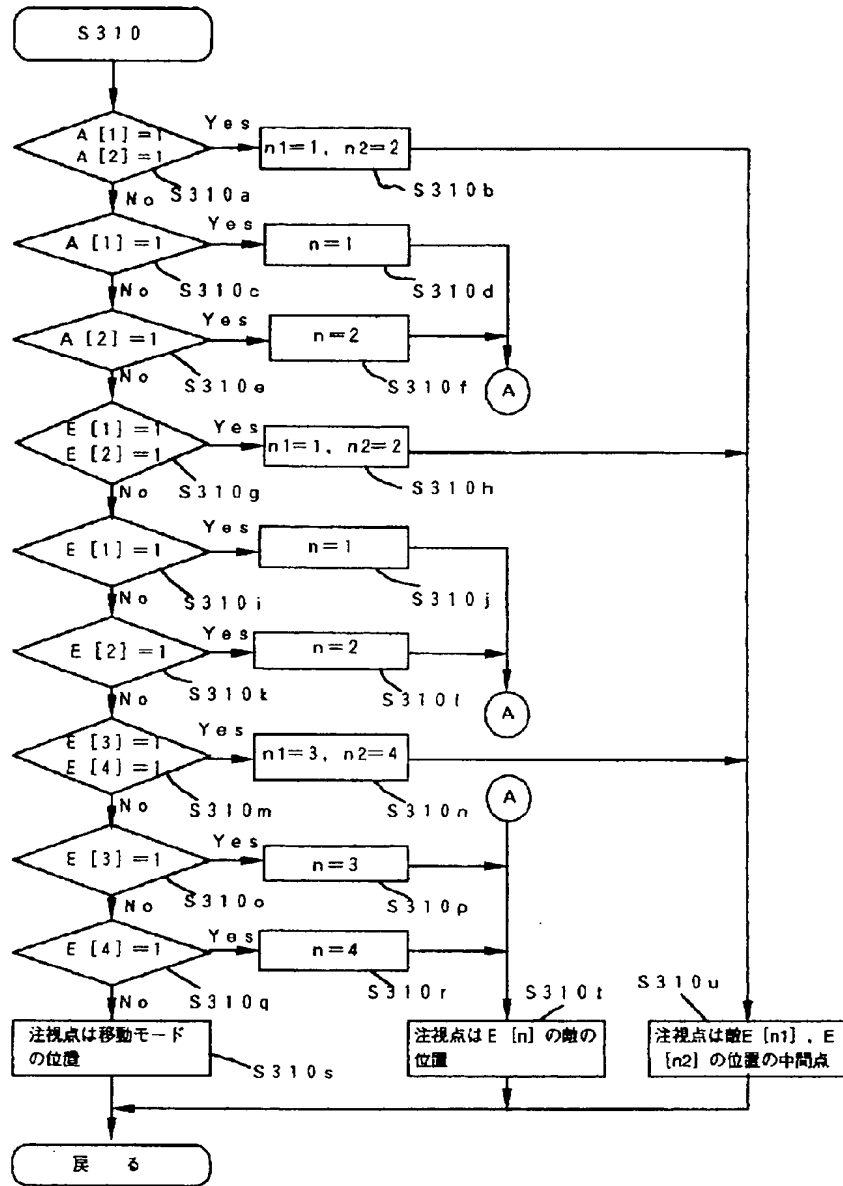 S310
A [1]=1
A [2]=1
Yes
n1=1, n2=2
S310a
S310b
No
A [1]=1
Yes
n=1
S310c
S310d
No
A [2]=1
Yes
n=2
S310e
S310f
A
No
E [1]=1
E [2]=1
Yes
n1=1, n2=2
S310g
S310h
No
E [1]=1
Yes
n=1
S310i
S310j
No
E [2]=1
Yes
n=2
S310k
S310l
A
No
E [3]=1
E [4]=1
Yes
n1=3, n2=4
S310m
S310n
A
No
E [3]=1
Yes
n=3
S310o
S310p
No
E [4]=1
Yes
n=4
S310q
S310r
S310t
S310u
No
注視点は移動モード
の位置
S310s
注視点はE [n] の敵の
位置
注視点は敵E [n1] , E
[n2] の位置の中間点
戻 る